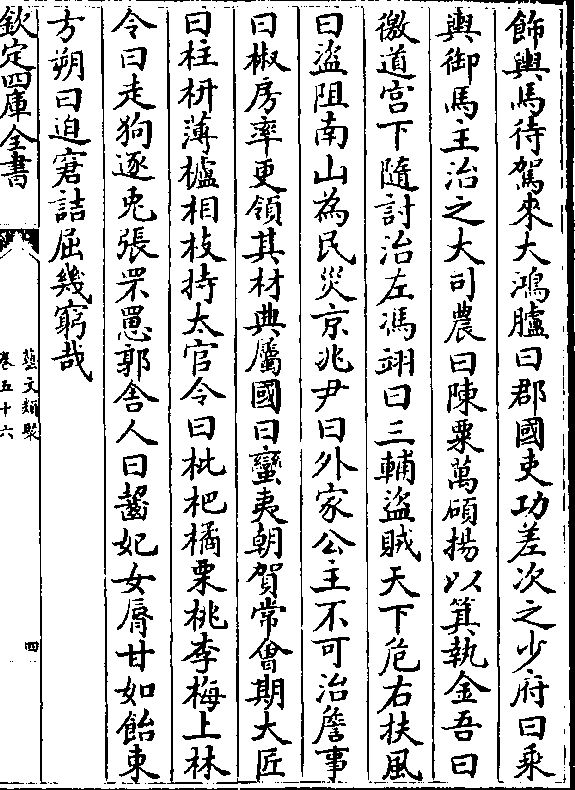 飾輿馬待駕來大鴻臚曰郡國吏功差次之少府曰乗
輿御馬主治之大司農曰陳粟萬碩揚以箕執金吾曰
徼道宫下隨討治左馮翊曰三輔盗賊天下危右扶風
曰盗阻南山為民災京兆尹曰外家公主不可治詹事
曰椒房率更領其材典屬國曰蠻夷朝賀常㑹期大匠
曰柱枅薄櫨相枝持太官令曰枇杷橘栗桃李梅上林
令曰走狗逐兎張罘罳郭舎人曰齧妃女脣甘如飴東
方朔曰迫窘詰屈幾窮哉
欽定四庫全書
藝文類聚
卷五十六
四